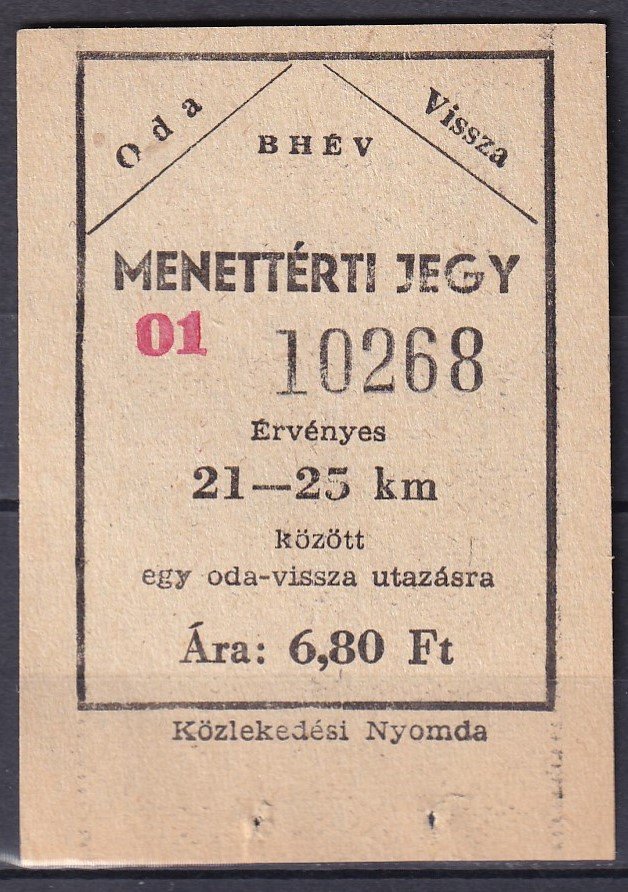 Oda
Vissza
BHÉV
MENETTÉRTI JEGY
01 10268
Érvényes
21—25 km
között
egy oda-vissza utazásra
Ára: 6,80 Ft
Közlekedési Nyomda